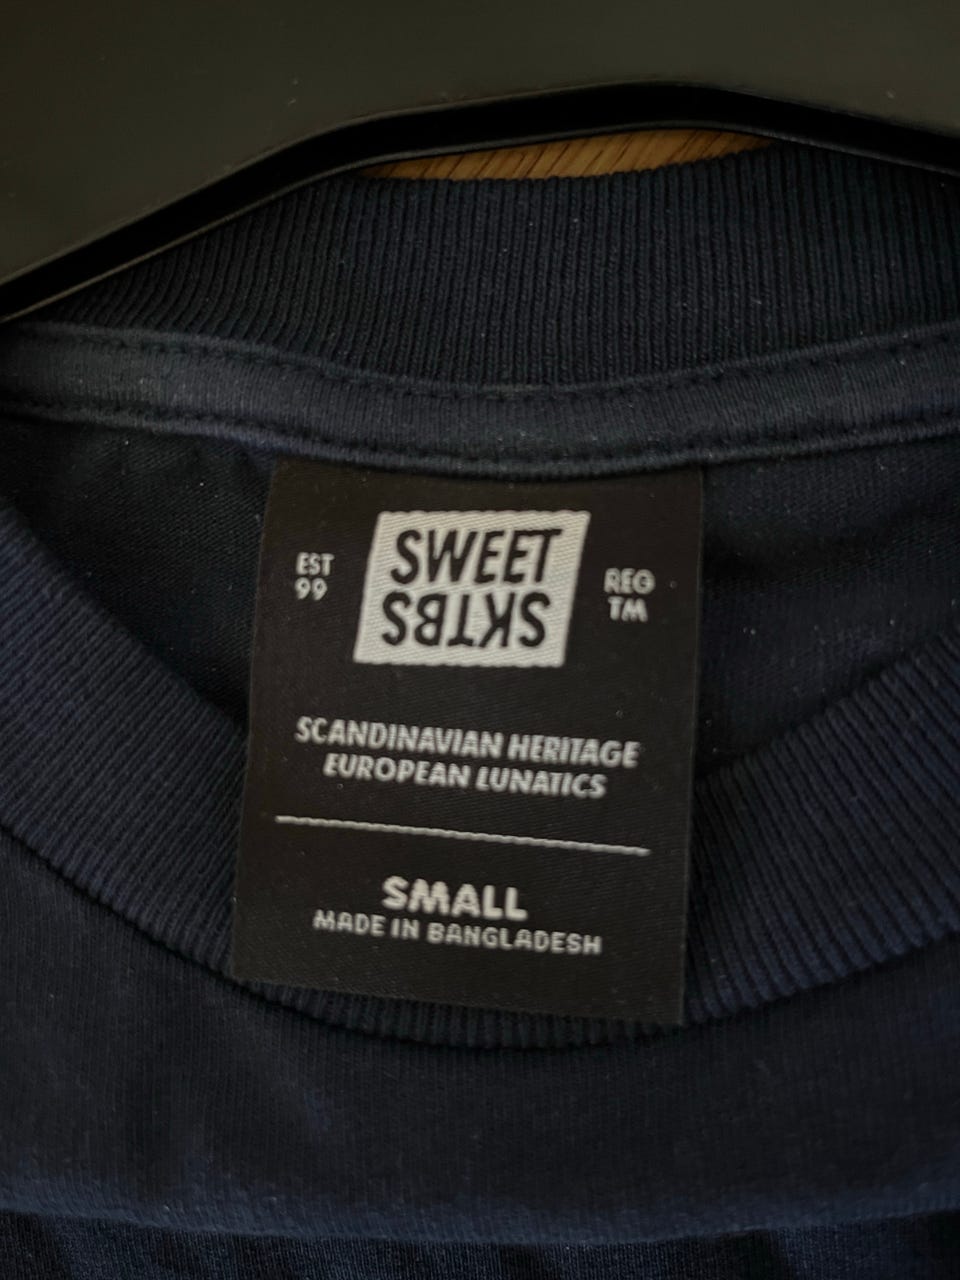 EST
99
SWEET
SKTBS
REG
TM
SCANDINAVIAN HERITAGE
EUROPEAN LUNATICS
SMALL
MADE IN BANGLADESH